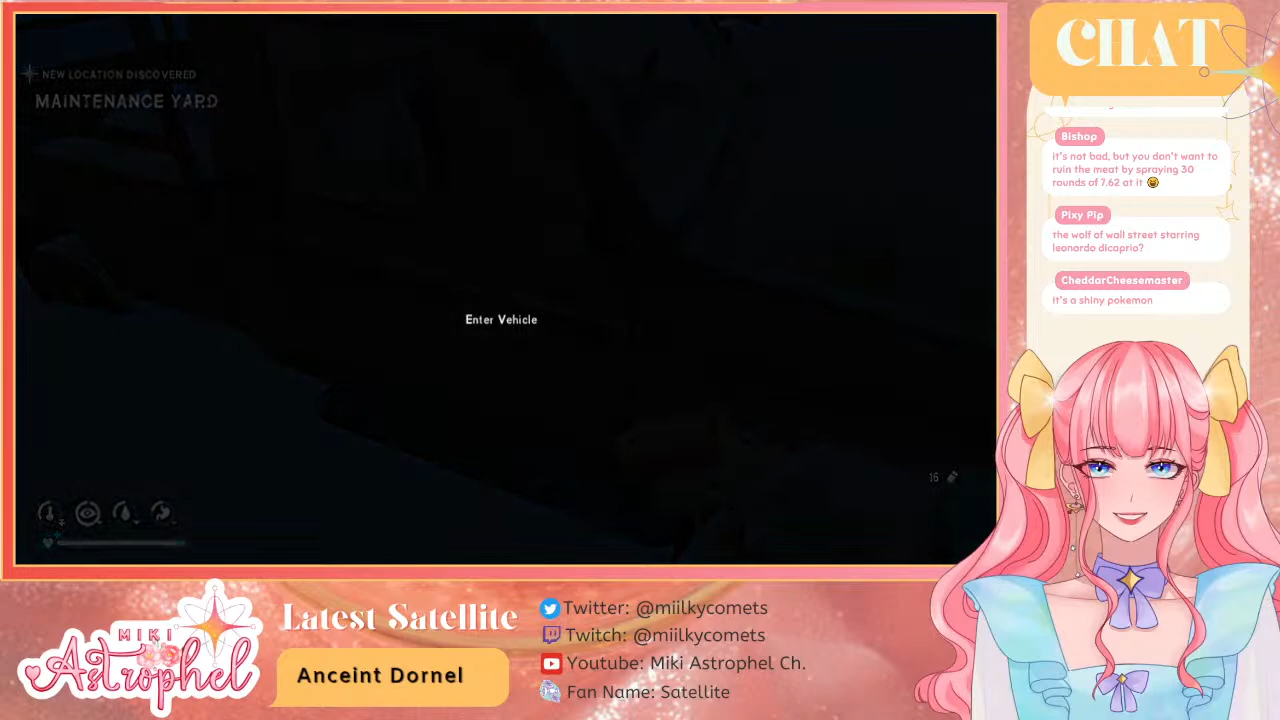 NEW LOCATION DISCOVERED
MAINTENANCE YARD
Enter Vehicle
16
CHAT
Bishop
it's not bad, but you don't want to
ruin the meat by spraying 30
rounds of 7.62 at it
Pixy Pip
the wolf of wall street starring
leonardo dicaprio?
CheddarCheesemaster
it's a shiny pokemon
MIKI
Astrophel
Latest Satellite
Anceint Dornel
Twitter: @miilkycomets
Twitch: @miilkycomets
Youtube: Miki Astrophel Ch.
Fan Name: Satellite